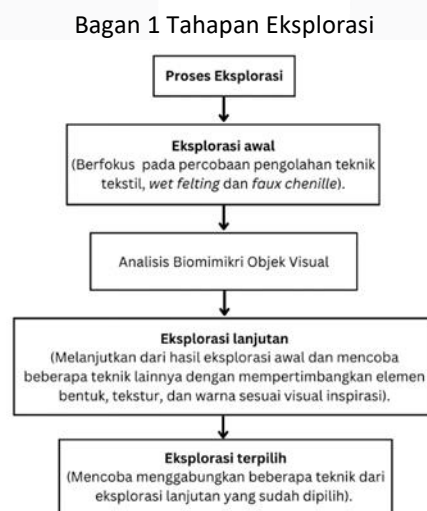 Bagan 1 Tahapan Eksplorasi
Proses Eksplorasi
Eksplorasi awal
(Berfokus pada percobaan pengolahan teknik
tekstil, wet felting dan faux chenille).
Analisis Biomimikri Objek Visual
Eksplorasi lanjutan
(Melanjutkan dari hasil eksplorasi awal dan mencoba
beberapa teknik lainnya dengan mempertimbangkan elemen
bentuk, tekstur, dan warna sesuai visual inspirasi).
Eksplorasi terpilih
(Mencoba menggabungkan beberapa teknik dari
eksplorasi lanjutan yang sudah dipilih).